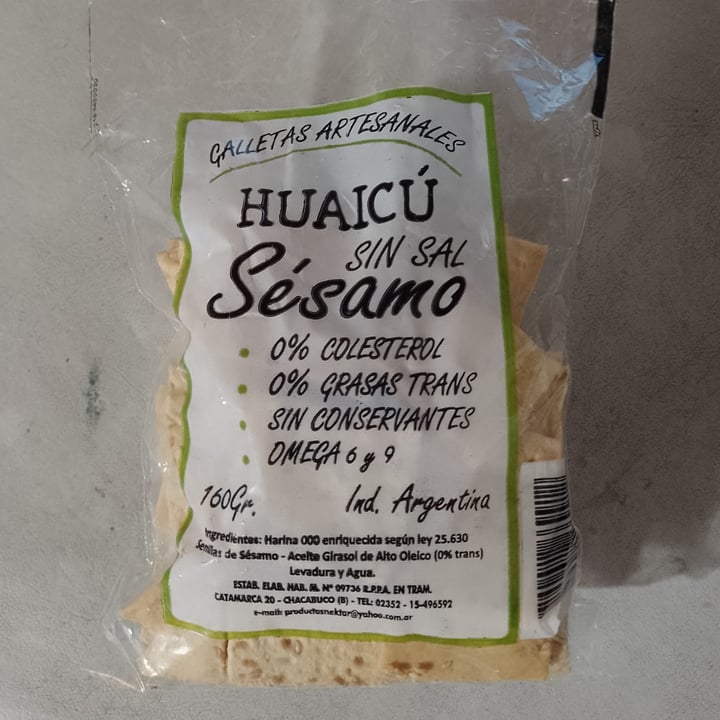 GALLETAS ARTESANALES
HUAICÚ
SIN SAL
Sésamo
• 0% COLESTEROL
• 0% GRASAS TRANS
• SIN CONSERVANTES
• OMEGA 6 y 9
160Gr. Ind. Argentina
Ingredientes: Harina 000 enriquecida según ley 25.630
Semillas de Sésamo - Aceite Girasol de Alto Oleico (0% trans)
Levadura y Agua.
ESTAB. ELAB. HAB. M. Nº 09736 R.P.P.A. EN TRAM.
CATAMARCA 20 - CHACABUCO (B) - TEL: 02352 - 15-496592
e-mail: productosnektar@yahoo.com.ar